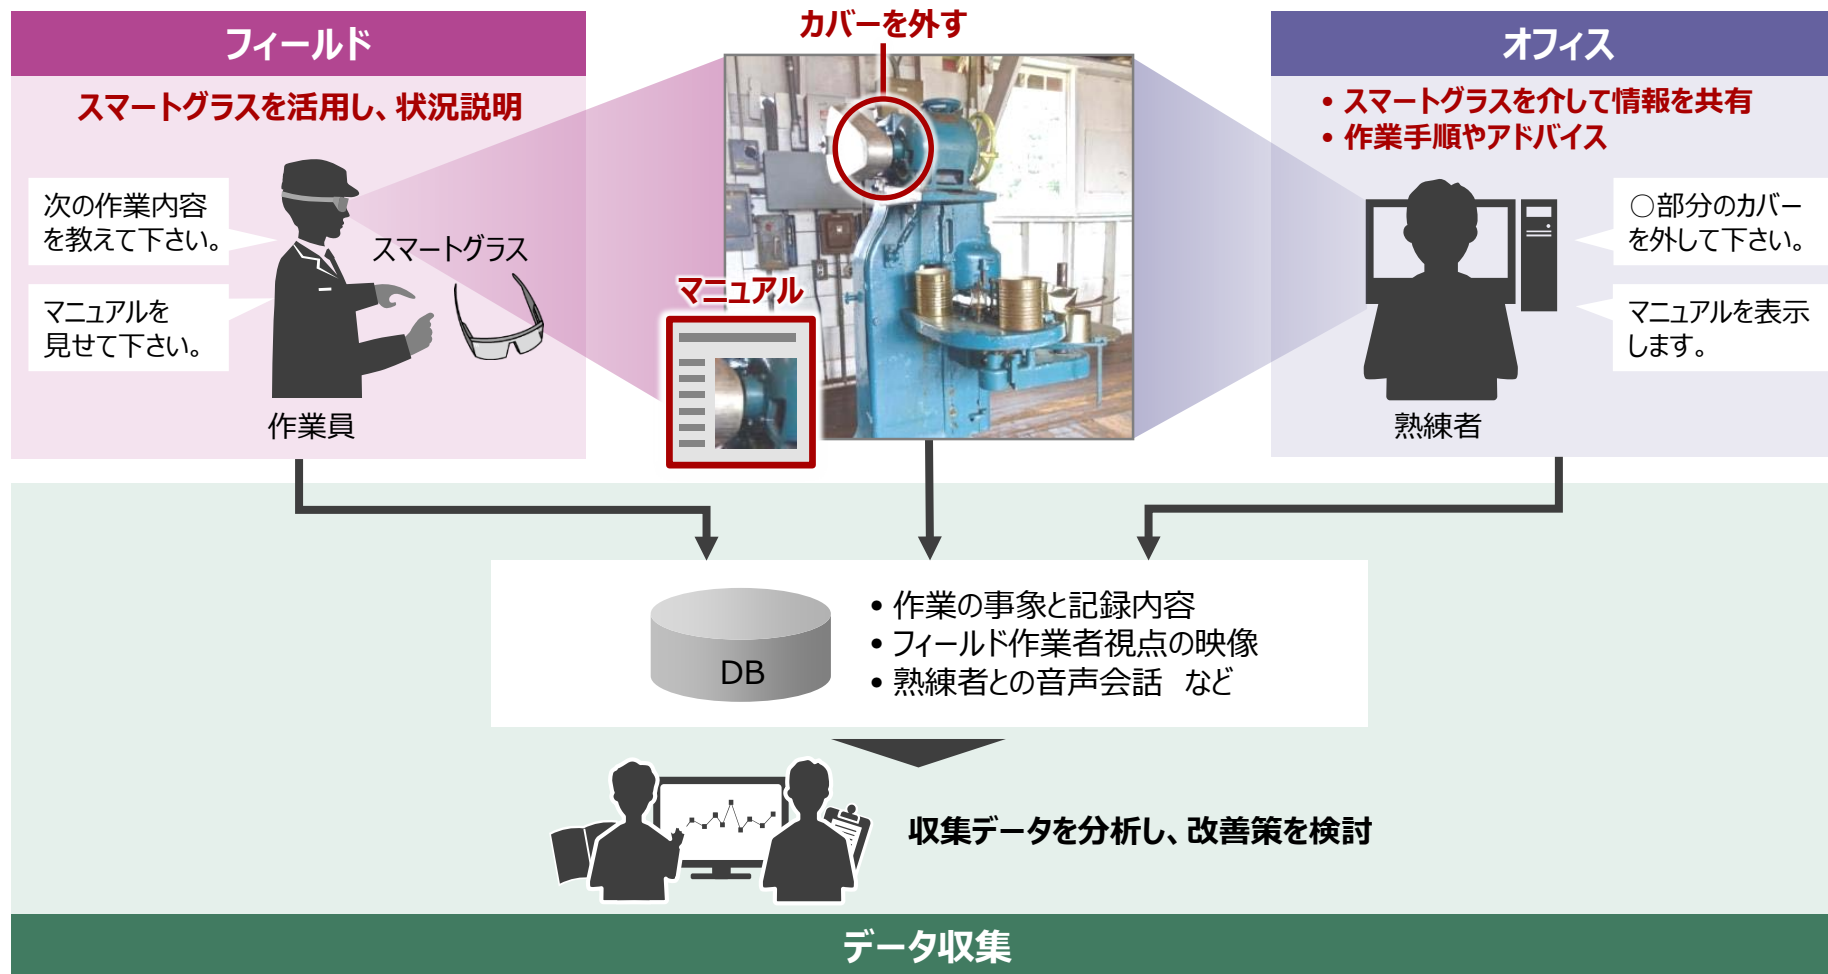 フィールド
スマートグラスを活用し、状況説明
次の作業内容
を教えて下さい。
マニュアルを
見せて下さい。
スマートグラス
作業員
カバーを外す
マニュアル
オフィス
• スマートグラスを介して情報を共有
• 作業手順やアドバイス
○部分のカバー
を外して下さい。
マニュアルを表示
します。
熟練者
DB
• 作業の事象と記録内容
• フィールド作業者視点の映像
• 熟練者との音声会話　など
収集データを分析し、改善策を検討
データ収集